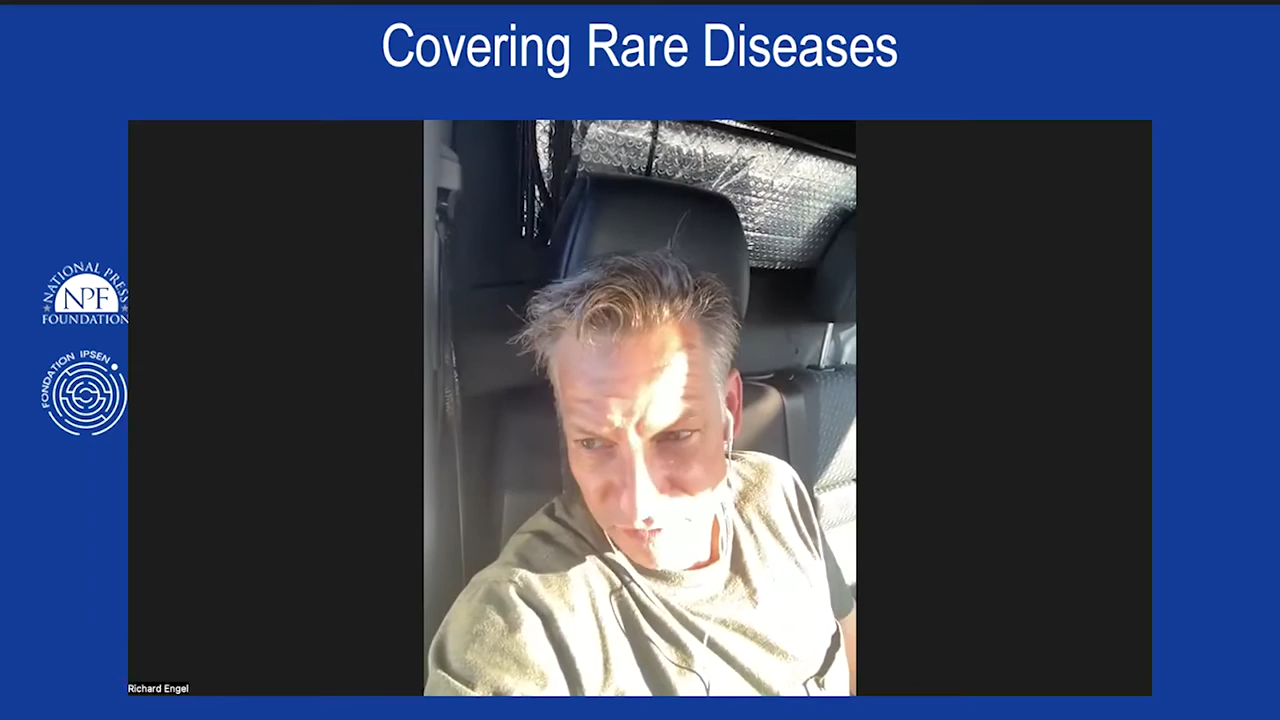 Covering Rare Diseases
NATIONAL PRESS
NPF
FOUNDATION
FONDATION IPSEN
Richard Engel